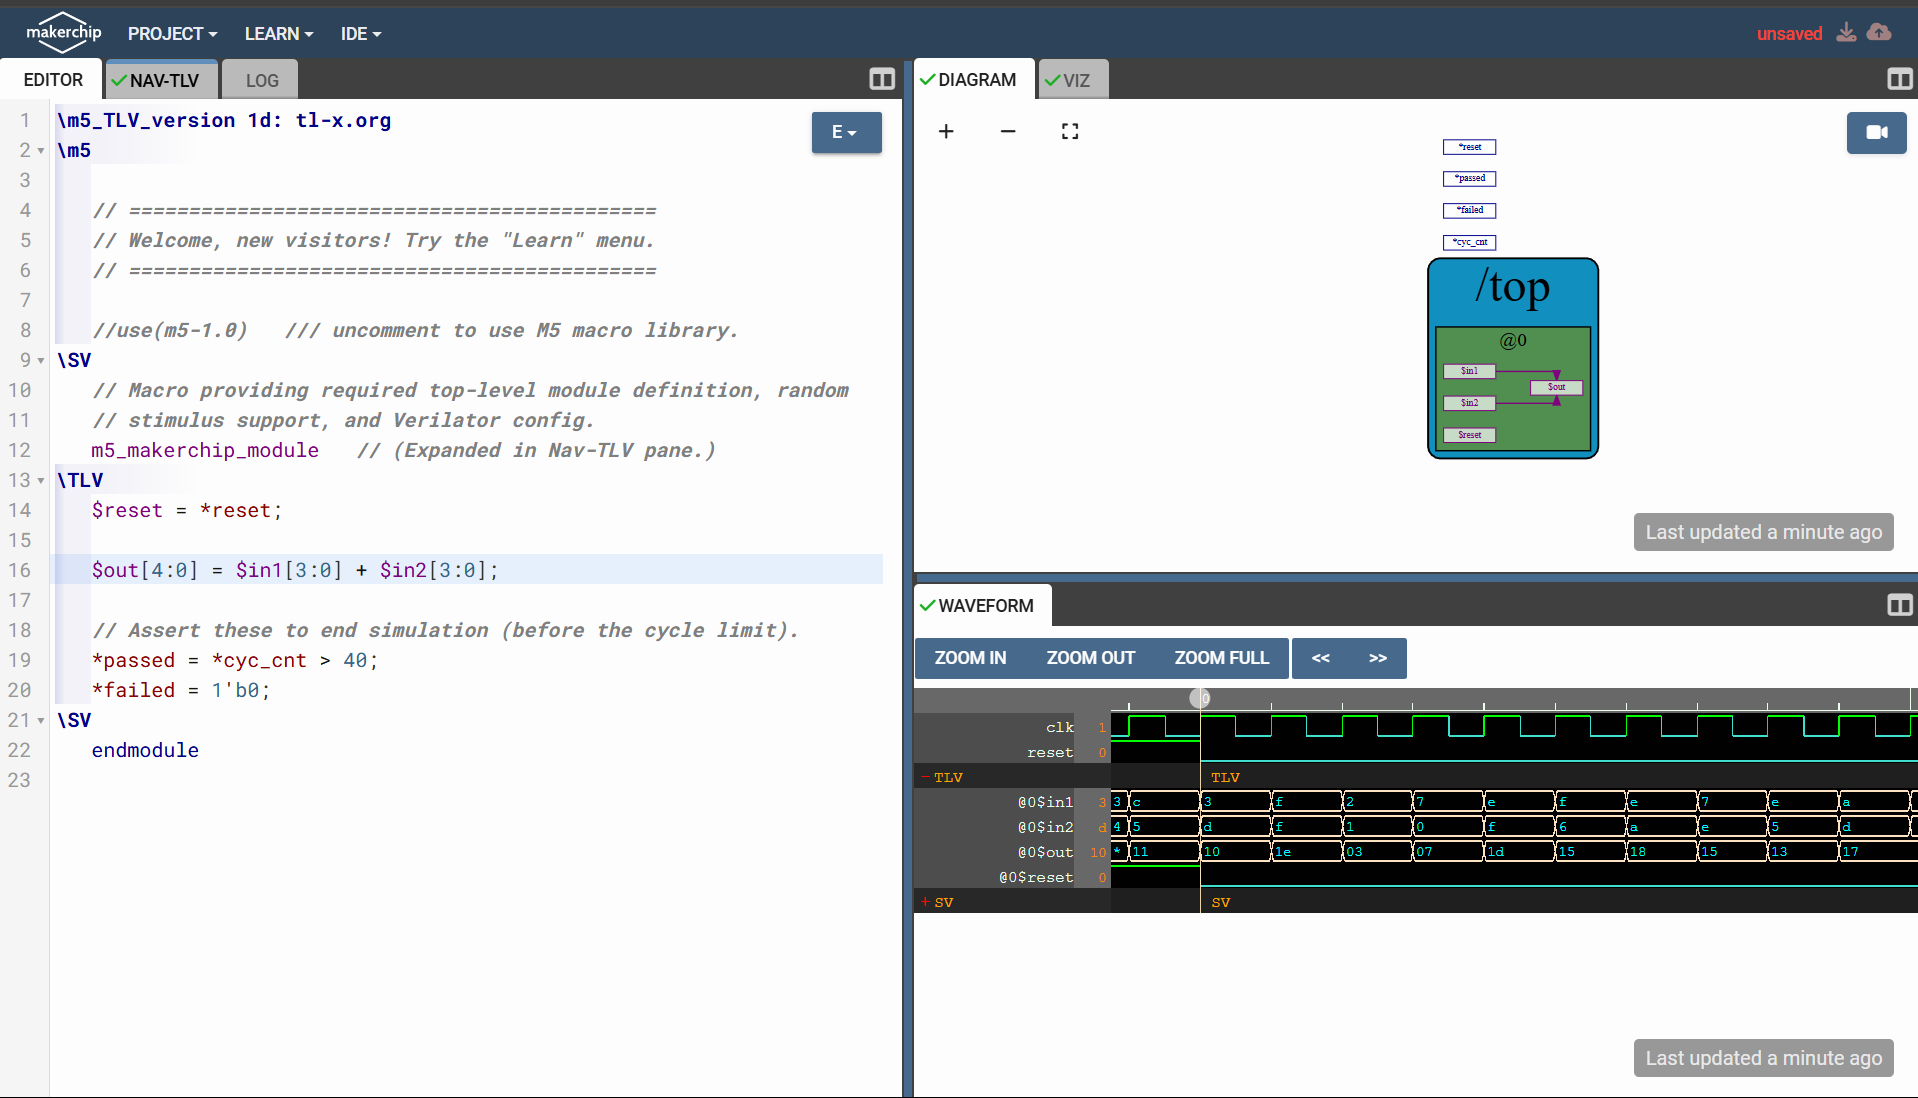 makerchip PROJECT LEARN IDE unsaved
EDITOR NAV-TLV LOG
1 \m5_TLV_version 1d: tl-x.org
2 \m5
3
4 // ============================================
5 // Welcome, new visitors! Try the "Learn" menu.
6 // ============================================
7
8 //use(m5-1.0)   /// uncomment to use M5 macro library.
9 \SV
10 // Macro providing required top-level module definition, random
11 // stimulus support, and Verilator config.
12 m5_makerchip_module   // (Expanded in Nav-TLV pane.)
13 \TLV
14 $reset = *reset;
15
16 $out[4:0] = $in1[3:0] + $in2[3:0];
17
18 // Assert these to end simulation (before the cycle limit).
19 *passed = *cyc_cnt > 40;
20 *failed = 1'b0;
21 \SV
22 endmodule
23
E
DIAGRAM VIZ
*reset
*passed
*failed
*cyc_cnt
/top
@0
$in1
$out
$in2
$reset
Last updated a minute ago
WAVEFORM
ZOOM IN ZOOM OUT ZOOM FULL << >>
0
clk 1
reset 0
- TLV TLV
@0$in1 3 3 c 3 f 2 7 e f e 7 e a
@0$in2 d 4 5 d f 1 0 f 6 a e 5 d
@0$out 10 * 11 10 1e 03 07 1d 15 18 15 13 17
@0$reset 0
+ SV SV
Last updated a minute ago